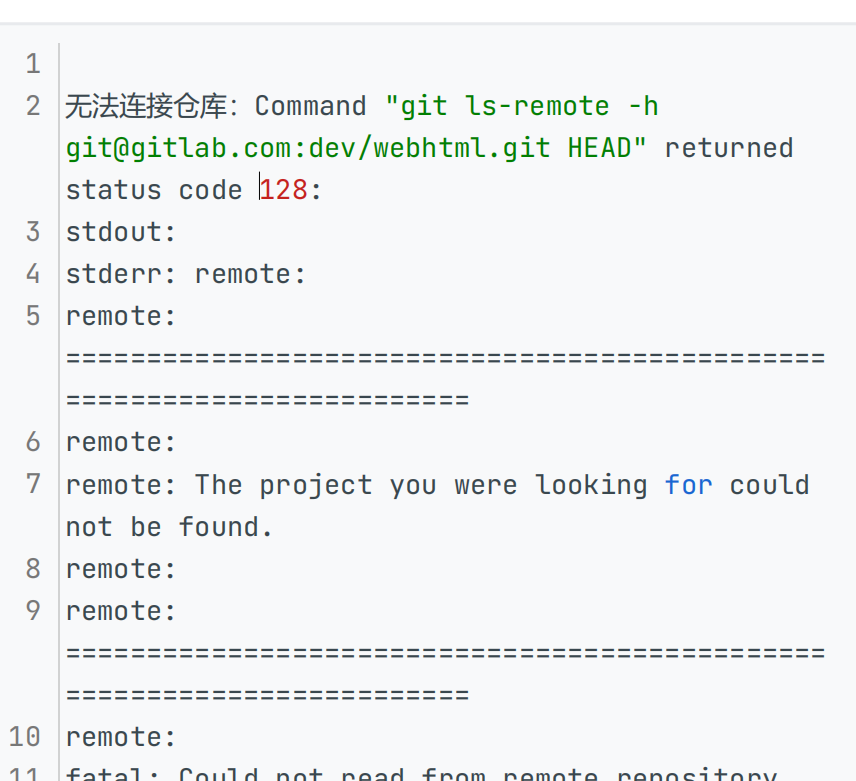 1
2 无法连接仓库：Command "git ls-remote -h
git@gitlab.com:dev/webhtml.git HEAD" returned
status code 128:
3 stdout:
4 stderr: remote:
5 remote:
===============================================
=========================
6 remote:
7 remote: The project you were looking for could
not be found.
8 remote:
9 remote:
===============================================
=========================
10 remote:
11 fatal: Could not read from remote repository